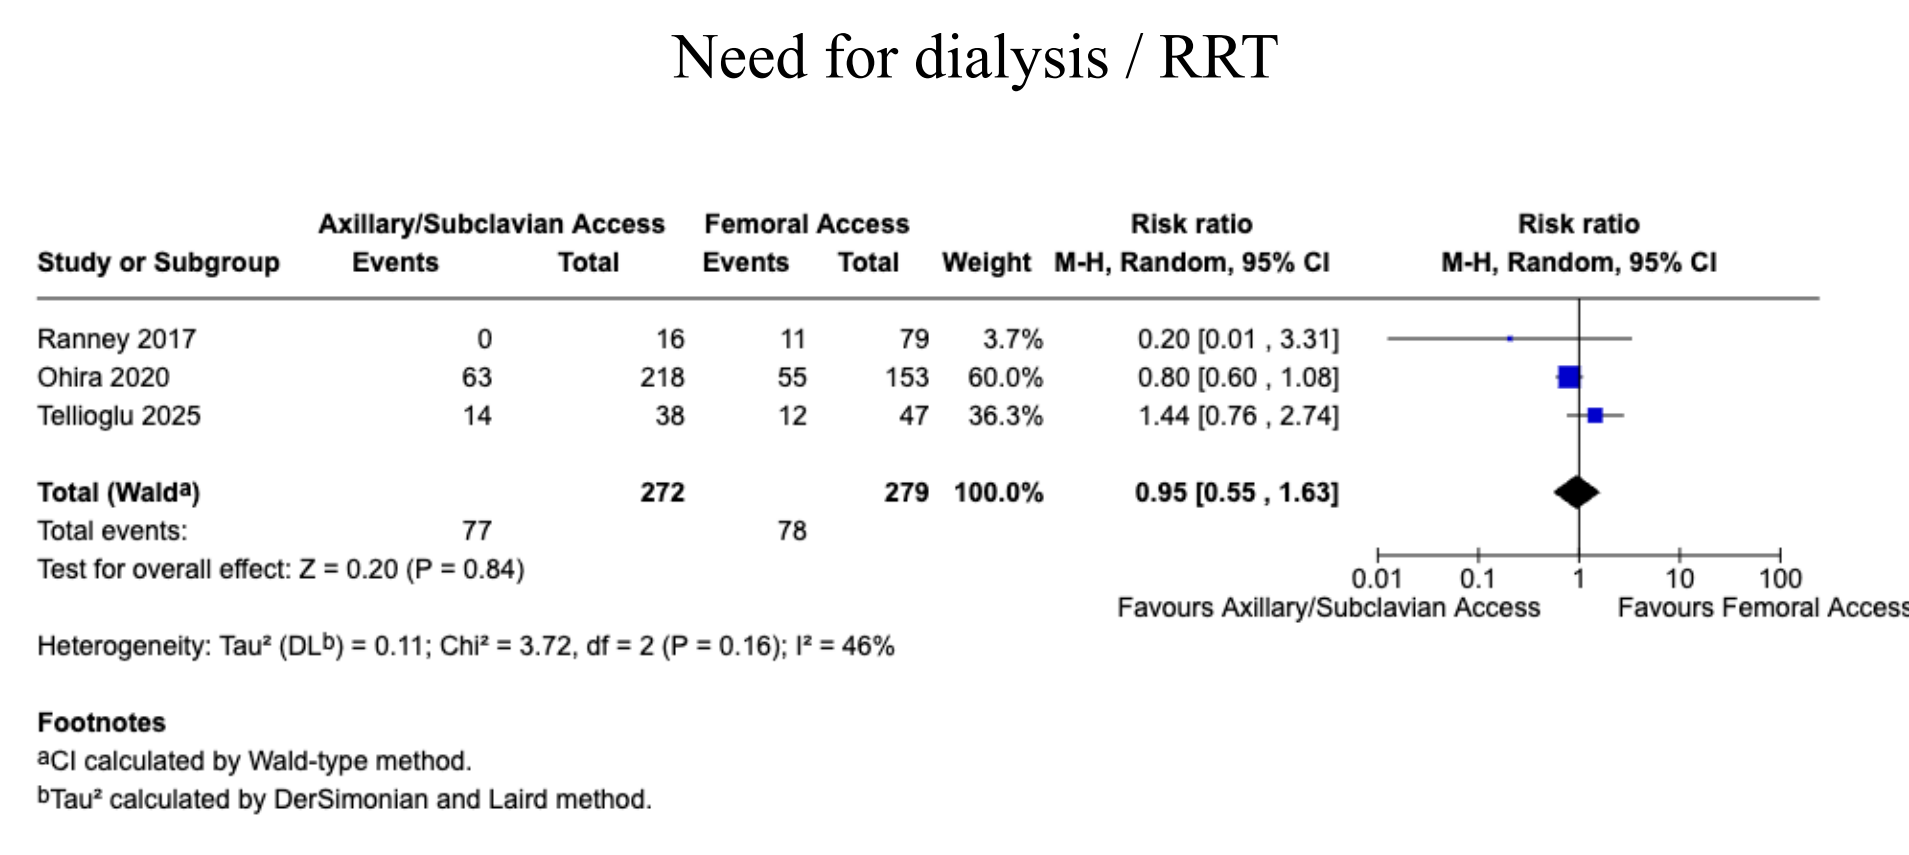 Need for dialysis / RRT
Axillary/Subclavian Access Femoral Access Risk ratio Risk ratio
Study or Subgroup Events Total Events Total Weight M-H, Random, 95% CI M-H, Random, 95% CI
Ranney 2017 0 16 11 79 3.7% 0.20 [0.01 , 3.31]
Ohira 2020 63 218 55 153 60.0% 0.80 [0.60 , 1.08]
Tellioglu 2025 14 38 12 47 36.3% 1.44 [0.76 , 2.74]
Total (Waldᵃ) 272 279 100.0% 0.95 [0.55 , 1.63]
Total events: 77 78
Test for overall effect: Z = 0.20 (P = 0.84)
0.01 0.1 1 10 100
Favours Axillary/Subclavian Access Favours Femoral Access
Heterogeneity: Tau² (DLᵇ) = 0.11; Chi² = 3.72, df = 2 (P = 0.16); I² = 46%
Footnotes
ᵃCI calculated by Wald-type method.
ᵇTau² calculated by DerSimonian and Laird method.